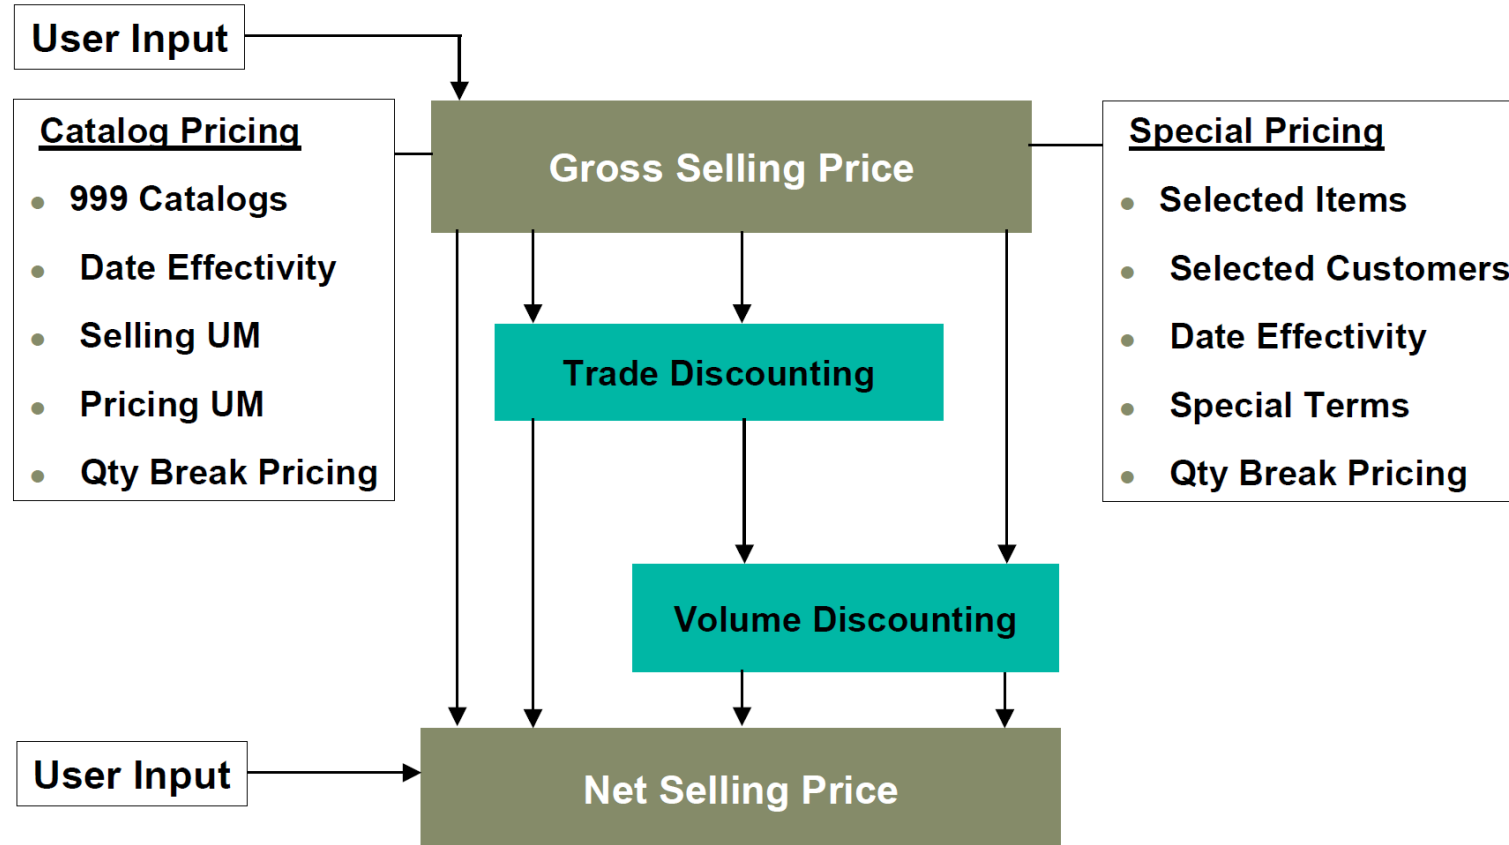 User Input
Catalog Pricing
999 Catalogs
Date Effectivity
Selling UM
Pricing UM
Qty Break Pricing
Gross Selling Price
Special Pricing
Selected Items
Selected Customers
Date Effectivity
Special Terms
Qty Break Pricing
Trade Discounting
Volume Discounting
User Input
Net Selling Price